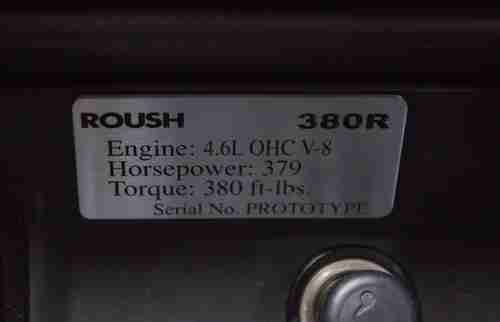 ROUSH 380R
Engine: 4.6L OHC V-8
Horsepower: 379
Torque: 380 ft-lbs.
Serial No. PROTOTYPE